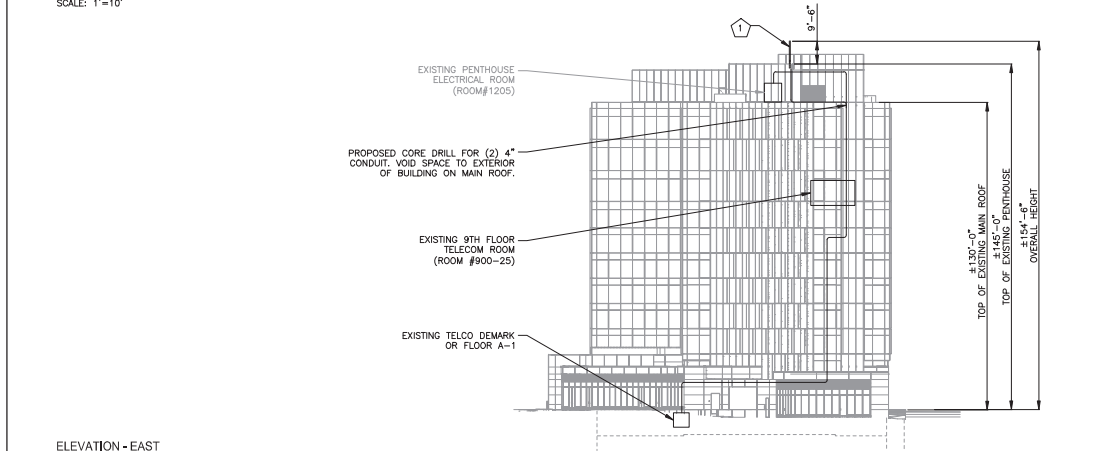 SCALE: 1'=10'
1
9'-6"
EXISTING PENTHOUSE
ELECTRICAL ROOM
(ROOM#1205)
PROPOSED CORE DRILL FOR (2) 4"
CONDUIT. VOID SPACE TO EXTERIOR
OF BUILDING ON MAIN ROOF.
EXISTING 9TH FLOOR
TELECOM ROOM
(ROOM #900-25)
EXISTING TELCO DEMARK
OR FLOOR A-1
±130'-0"
TOP OF EXISTING MAIN ROOF
±145'-0"
TOP OF EXISTING PENTHOUSE
±154'-6"
OVERALL HEIGHT
ELEVATION - EAST